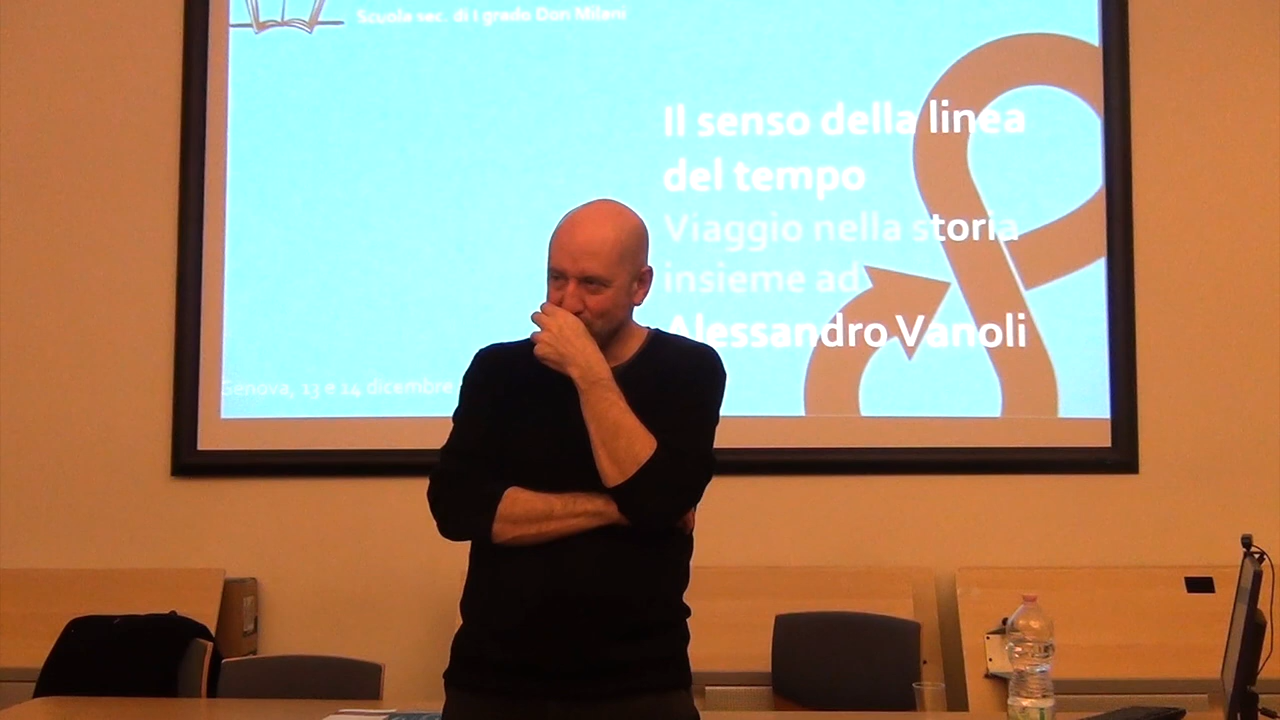 Scuola sec. di I grado Don Milani
Il senso della linea
del tempo
Viaggio nella storia
insieme ad
Alessandro Vanoli
Genova, 13 e 14 dicembre